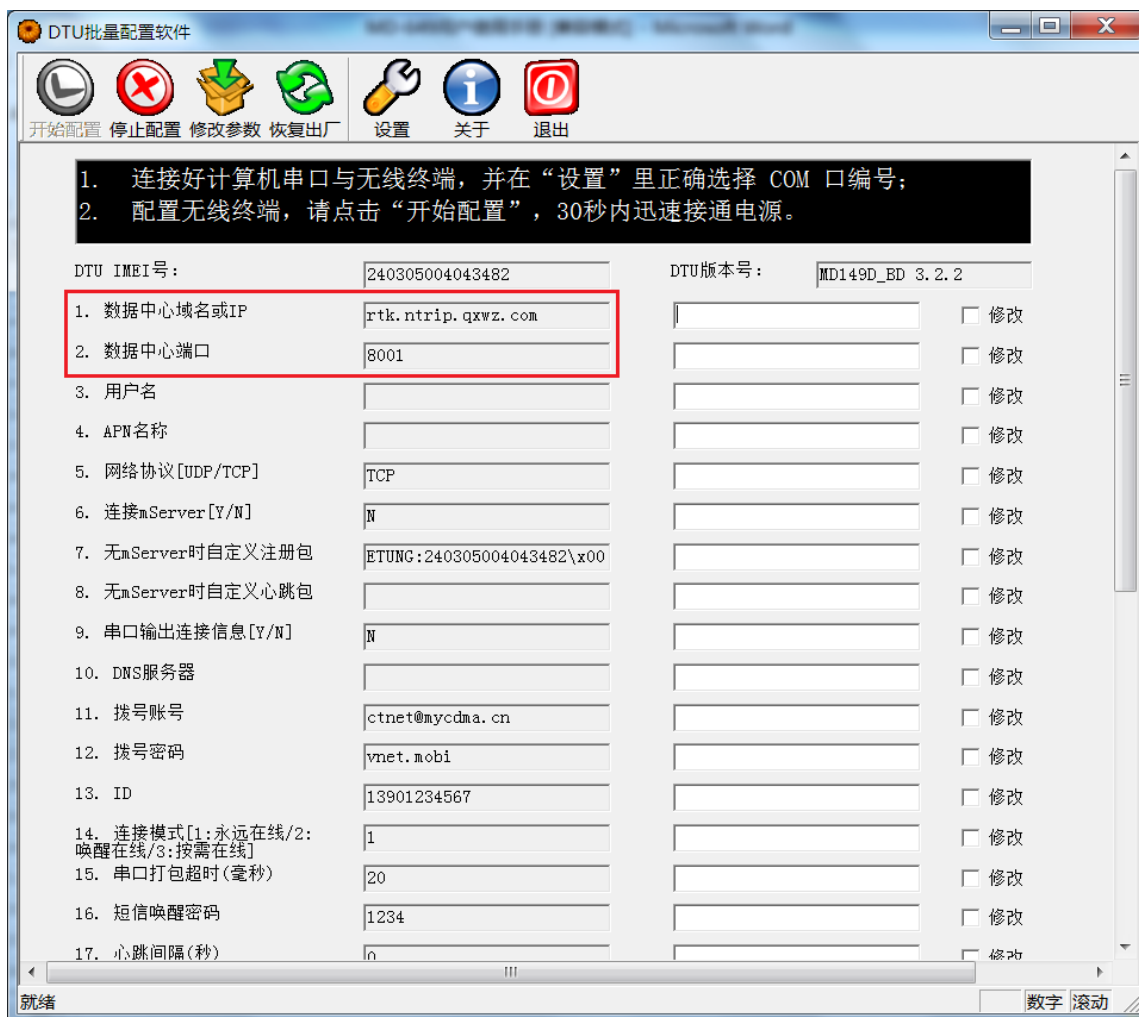 DTU批量配置软件
开始配置 停止配置 修改参数 恢复出厂 设置 关于 退出
1. 连接好计算机串口与无线终端，并在“设置”里正确选择 COM 口编号；
2. 配置无线终端，请点击“开始配置”，30秒内迅速接通电源。
DTU IMEI号： 240305004043482 DTU版本号： MD149D_BD 3.2.2
1. 数据中心域名或IP rtk.ntrip.qxwz.com 修改
2. 数据中心端口 8001 修改
3. 用户名 修改
4. APN名称 修改
5. 网络协议[UDP/TCP] TCP 修改
6. 连接mServer[Y/N] N 修改
7. 无mServer时自定义注册包 ETUNG:240305004043482\x00 修改
8. 无mServer时自定义心跳包 修改
9. 串口输出连接信息[Y/N] N 修改
10. DNS服务器 修改
11. 拨号账号 ctnet@mycdma.cn 修改
12. 拨号密码 vnet.mobi 修改
13. ID 13901234567 修改
14. 连接模式[1:永远在线/2:
唤醒在线/3:按需在线] 1 修改
15. 串口打包超时(毫秒) 20 修改
16. 短信唤醒密码 1234 修改
17. 心跳间隔(秒) 0 修改
就绪 数字 滚动